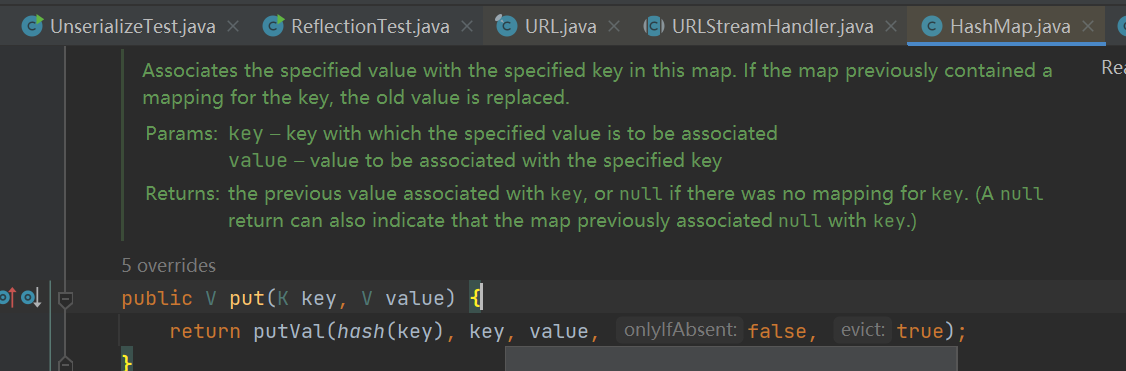 UnserializeTest.java ReflectionTest.java URL.java URLStreamHandler.java HashMap.java
Associates the specified value with the specified key in this map. If the map previously contained a
mapping for the key, the old value is replaced.
Params: key – key with which the specified value is to be associated
value – value to be associated with the specified key
Returns: the previous value associated with key, or null if there was no mapping for key. (A null
return can also indicate that the map previously associated null with key.)
5 overrides
public V put(K key, V value) {
return putVal(hash(key), key, value, onlyIfAbsent: false, evict: true);
}